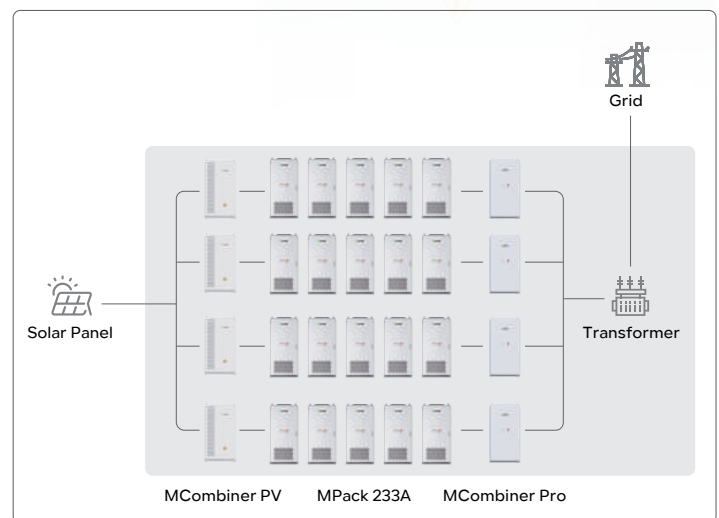 Grid
Solar Panel
Transformer
MCombiner PV
MPack 233A
MCombiner Pro